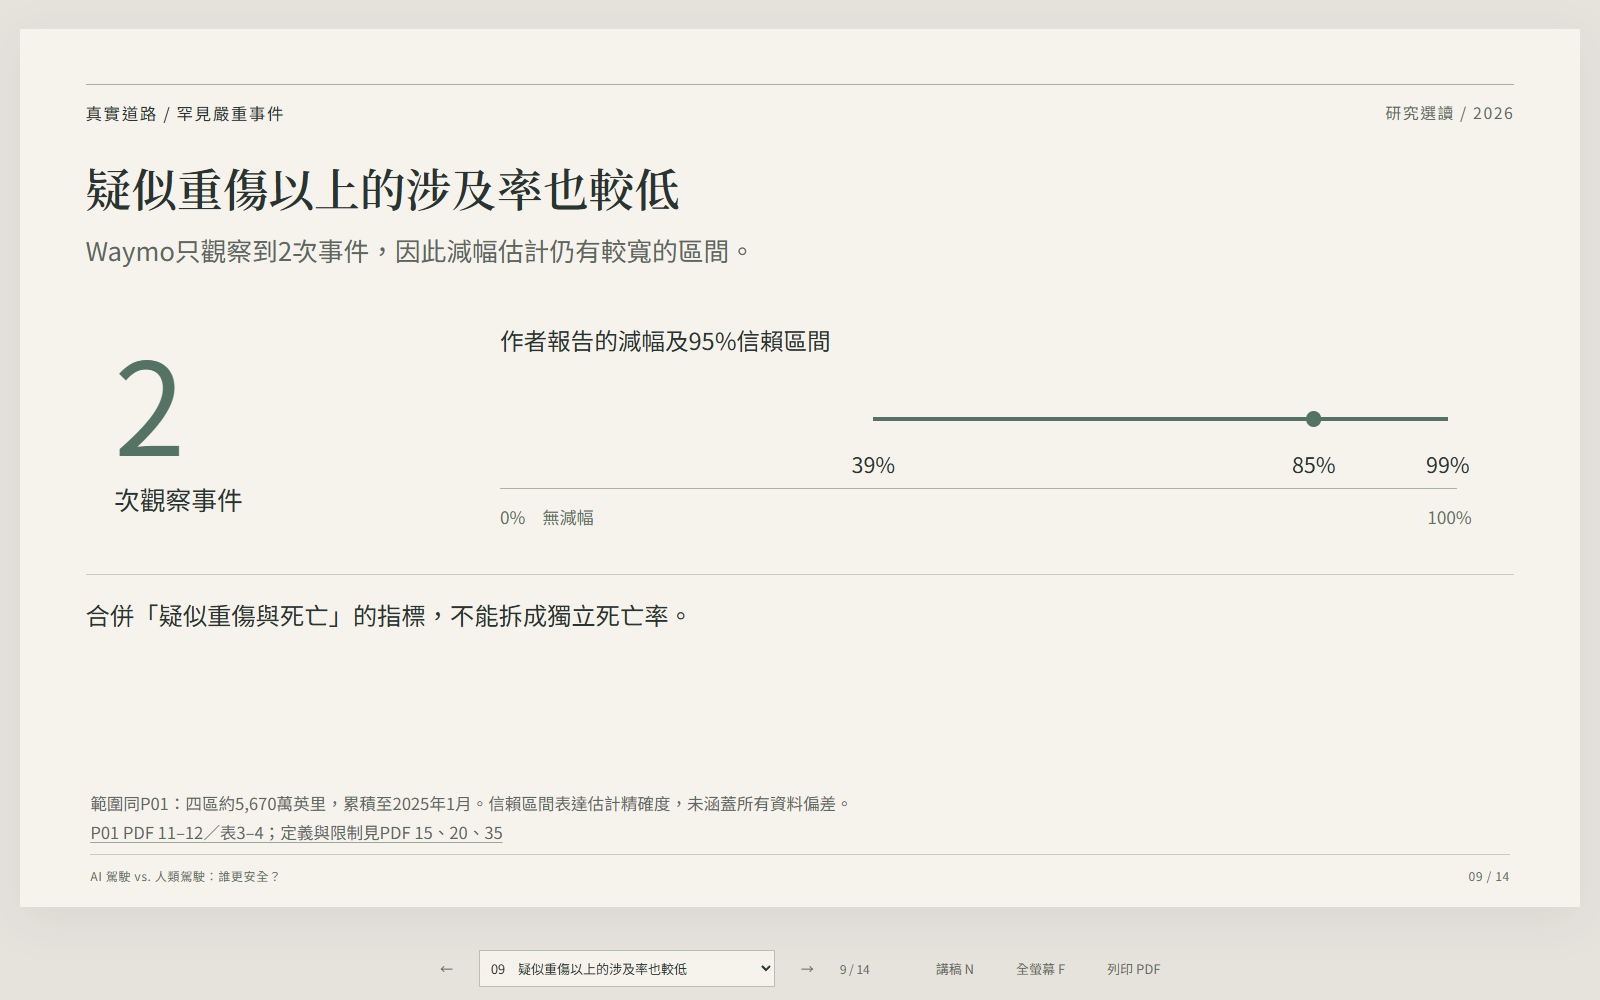 真實道路 / 罕見嚴重事件
研究選讀 / 2026
疑似重傷以上的涉及率也較低
Waymo只觀察到2次事件，因此減幅估計仍有較寬的區間。
2
次觀察事件
作者報告的減幅及95%信賴區間
39%
85%
99%
0% 無減幅
100%
合併「疑似重傷與死亡」的指標，不能拆成獨立死亡率。
範圍同P01：四區約5,670萬英里，累積至2025年1月。信賴區間表達估計精確度，未涵蓋所有資料偏差。
P01 PDF 11–12／表3–4；定義與限制見PDF 15、20、35
AI 駕駛 vs. 人類駕駛：誰更安全？
09 / 14
←
09 疑似重傷以上的涉及率也較低
→
9 / 14
講稿 N
全螢幕 F
列印 PDF